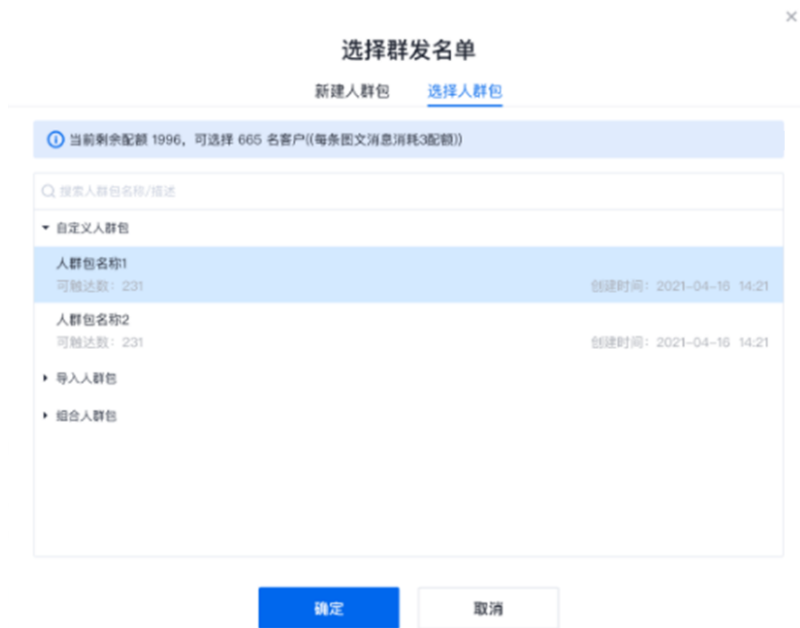 选择群发名单
新建人群包 选择人群包
当前剩余配额 1996，可选择 665 名客户((每条图文消息消耗3配额))
搜索人群包名称/描述
自定义人群包
人群包名称1
可触达数：231 创建时间：2021-04-16 14:21
人群包名称2
可触达数：231 创建时间：2021-04-16 14:21
导入人群包
组合人群包
确定 取消